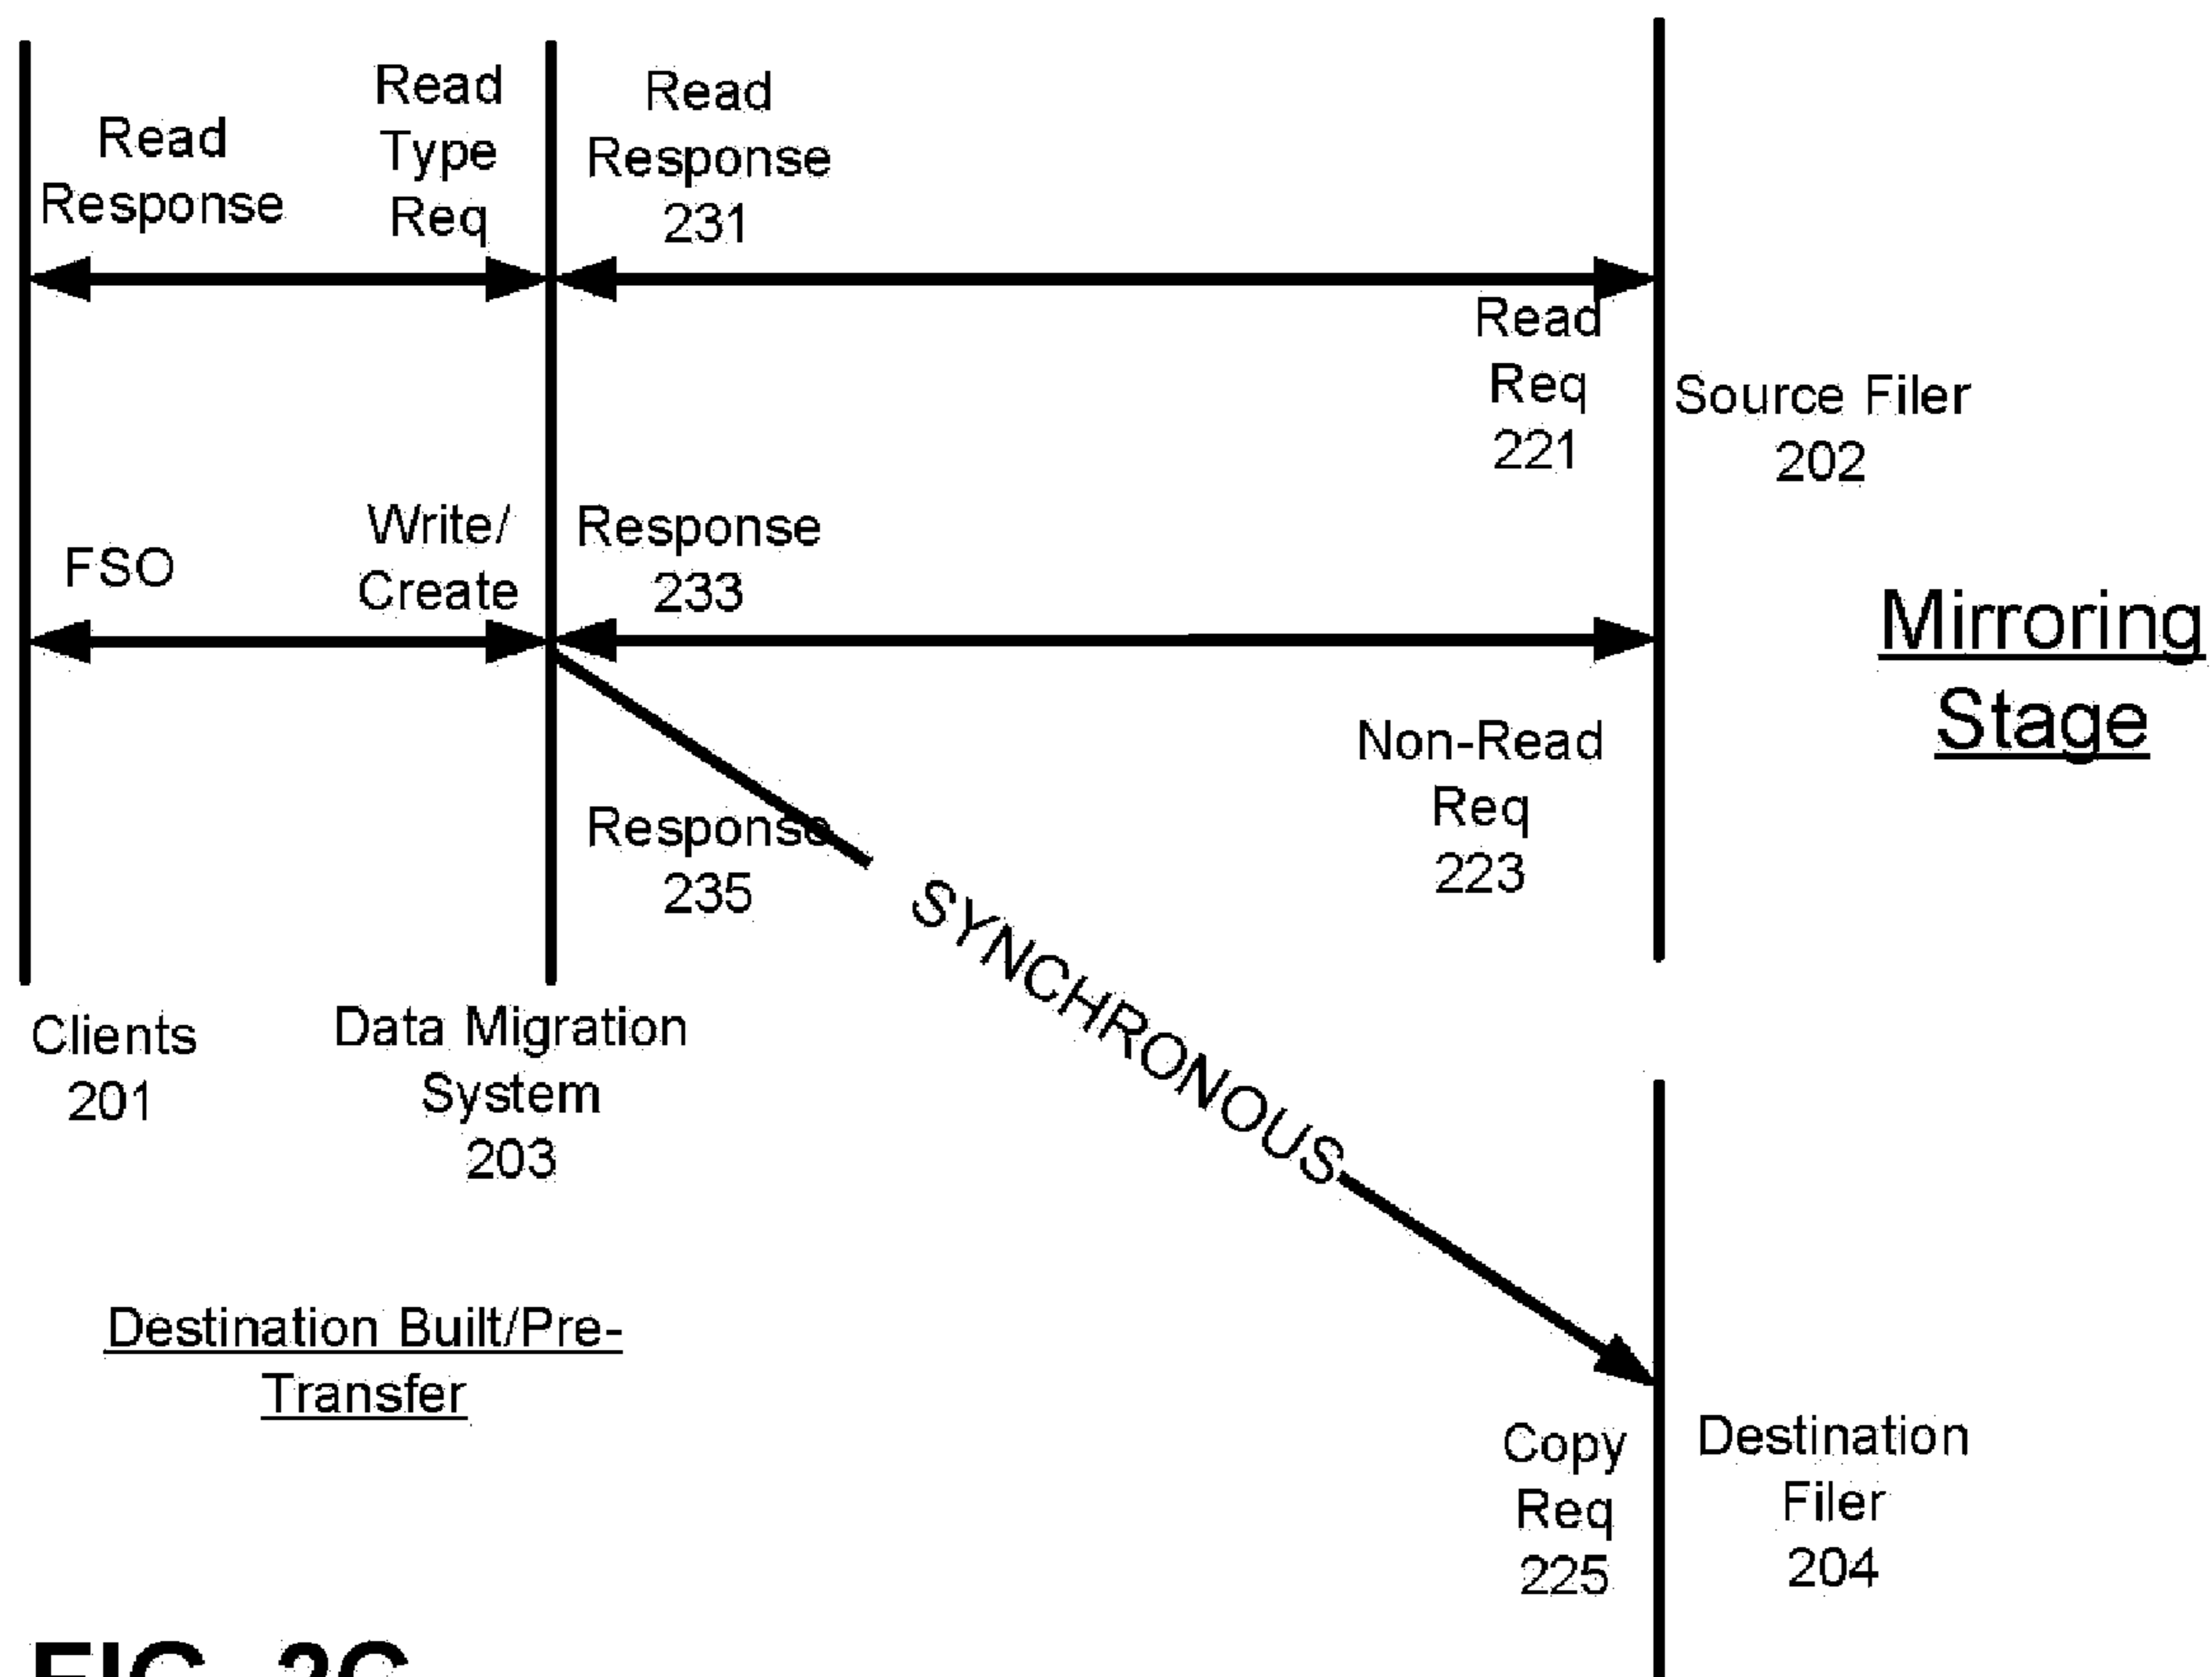 Read
Response
Read
Type
Req
Read
Response
231
Read
Req
221
Source Filer
202
FSO
Write/
Create
Response
233
Mirroring
Stage
Non-Read
Req
223
Response
235
SYNCHRONOUS
Clients
201
Data Migration
System
203
Destination Built/Pre-
Transfer
Copy
Req
225
Destination
Filer
204
FIG. 2C